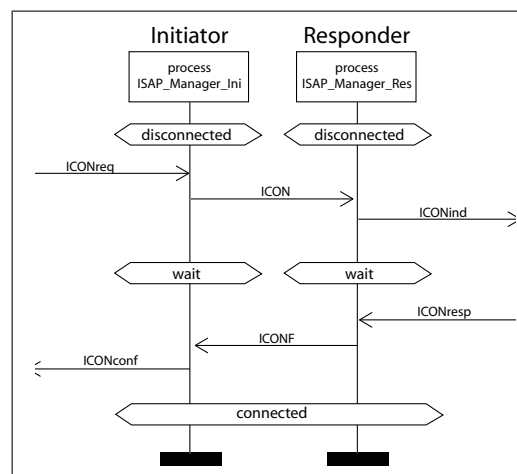 Initiator
Responder
process
ISAP_Manager_Ini
process
ISAP_Manager_Res
disconnected
disconnected
ICONreq
ICON
ICONind
wait
wait
ICONresp
ICONF
ICONconf
connected